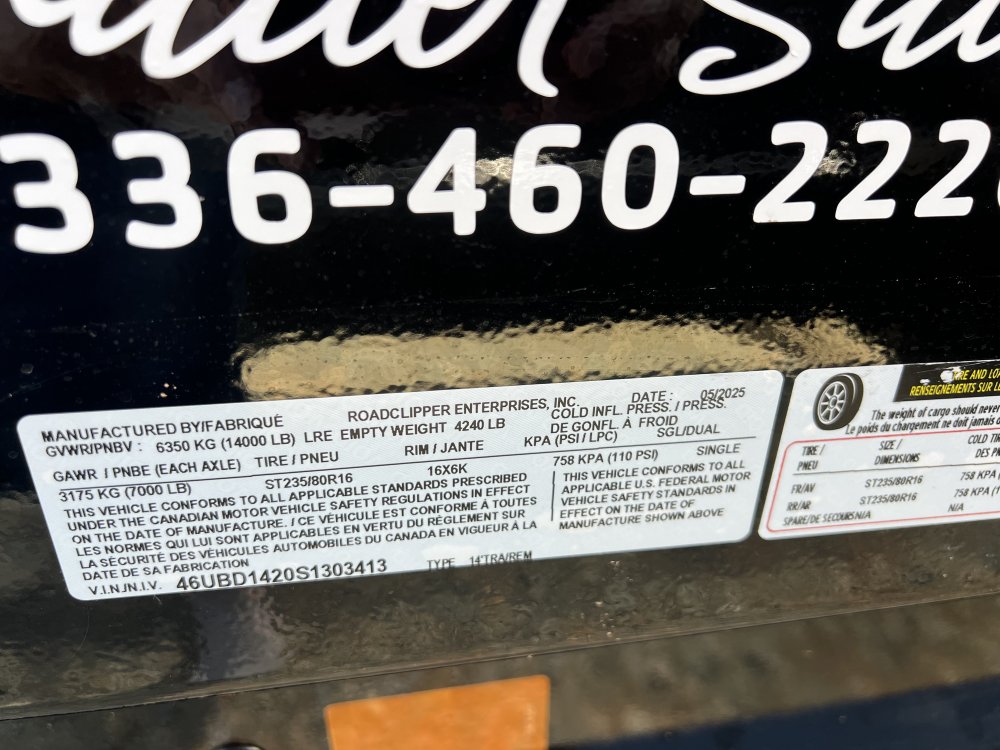 336-460-222
MANUFACTURED BY/FABRIQUÉ ROADCLIPPER ENTERPRISES, INC. DATE : 05/2025
GVWR/PNBV : 6350 KG (14000 LB) LRE EMPTY WEIGHT 4240 LB COLD INFL. PRESS. / PRESS. DE GONFL. À FROID
GAWR / PNBE (EACH AXLE) TIRE / PNEU RIM / JANTE KPA (PSI / LPC) SGL/DUAL
3175 KG (7000 LB) ST235/80R16 16X6K 758 KPA (110 PSI) SINGLE
THIS VEHICLE CONFORMS TO ALL APPLICABLE STANDARDS PRESCRIBED
UNDER THE CANADIAN MOTOR VEHICLE SAFETY REGULATIONS IN EFFECT
ON THE DATE OF MANUFACTURE. / CE VÉHICULE EST CONFORME À TOUTES
LES NORMES QUI LUI SONT APPLICABLES EN VERTU DU RÉGLEMENT SUR
LA SÉCURITÉ DES VÉHICULES AUTOMOBILES DU CANADA EN VIGUEUR À LA
DATE DE SA FABRICATION
THIS VEHICLE CONFORMS TO ALL
APPLICABLE U.S. FEDERAL MOTOR
VEHICLE SAFETY STANDARDS IN
EFFECT ON THE DATE OF
MANUFACTURE SHOWN ABOVE
V.I.N./N.I.V. 46UBD1420S1303413 TYPE 14'TRA/REM
TIRE AND
RENSEIGNEMENTS SUR
The weight of cargo should never
Le poids du chargement ne doit jamais
TIRE / PNEU SIZE / DIMENSIONS COLD
FR/AV ST235/80R16 758 KPA
RR/AR ST235/80R16 758 KPA
SPARE/DE SECOURS N/A N/A